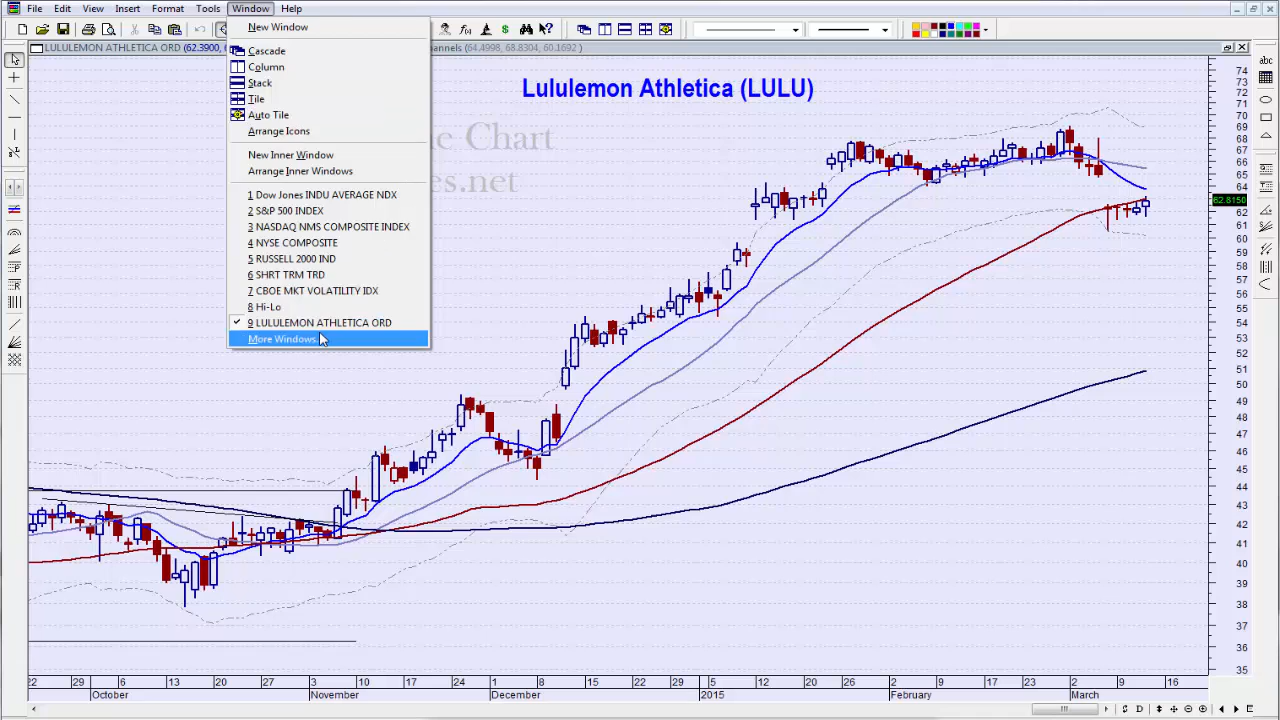 File Edit View Insert Format Tools Window Help
LULULEMON ATHLETICA ORD (62.3900,
hannels (64.4998, 68.8304, 60.1692)
New Window
Cascade
Column
Stack
Tile
Auto Tile
Arrange Icons
New Inner Window
Arrange Inner Windows
1 Dow Jones INDU AVERAGE NDX
2 S&P 500 INDEX
3 NASDAQ NMS COMPOSITE INDEX
4 NYSE COMPOSITE
5 RUSSELL 2000 IND
6 SHRT TRM TRD
7 CBOE MKT VOLATILITY IDX
8 Hi-Lo
9 LULULEMON ATHLETICA ORD
More Windows..
Lululemon Athletica (LULU)
ne Chart
es.net
74
73
72
71
70
69
68
67
66
65
64
62.8150
62
61
60
59
58
57
56
55
54
53
52
51
50
49
48
47
46
45
44
43
42
41
40
39
38
37
36
35
22 29 6 13 20 27 3 10 17 24 1 8 15 22 29 5 12 20 26 2 9 17 23 2 9 16
October November December 2015 February March
abc
D